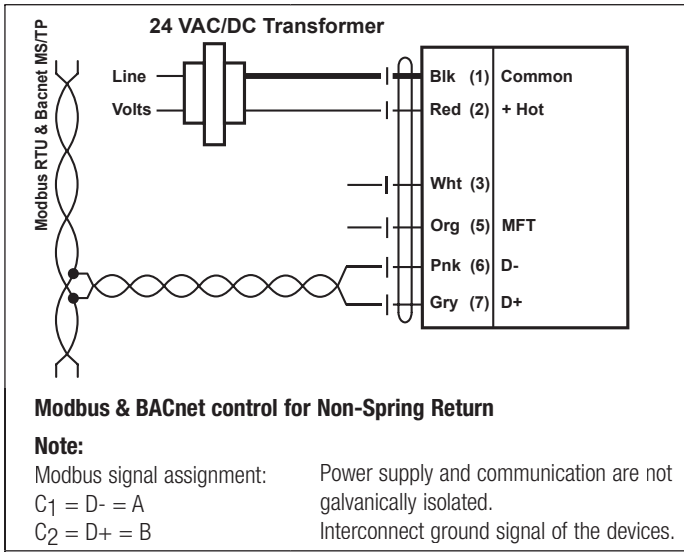 24 VAC/DC Transformer
Modbus RTU & Bacnet MS/TP
Line
Volts
Blk (1) Common
Red (2) + Hot
Wht (3)
Org (5) MFT
Pnk (6) D-
Gry (7) D+
Modbus & BACnet control for Non-Spring Return
Note:
Modbus signal assignment:
C1 = D- = A
C2 = D+ = B
Power supply and communication are not
galvanically isolated.
Interconnect ground signal of the devices.